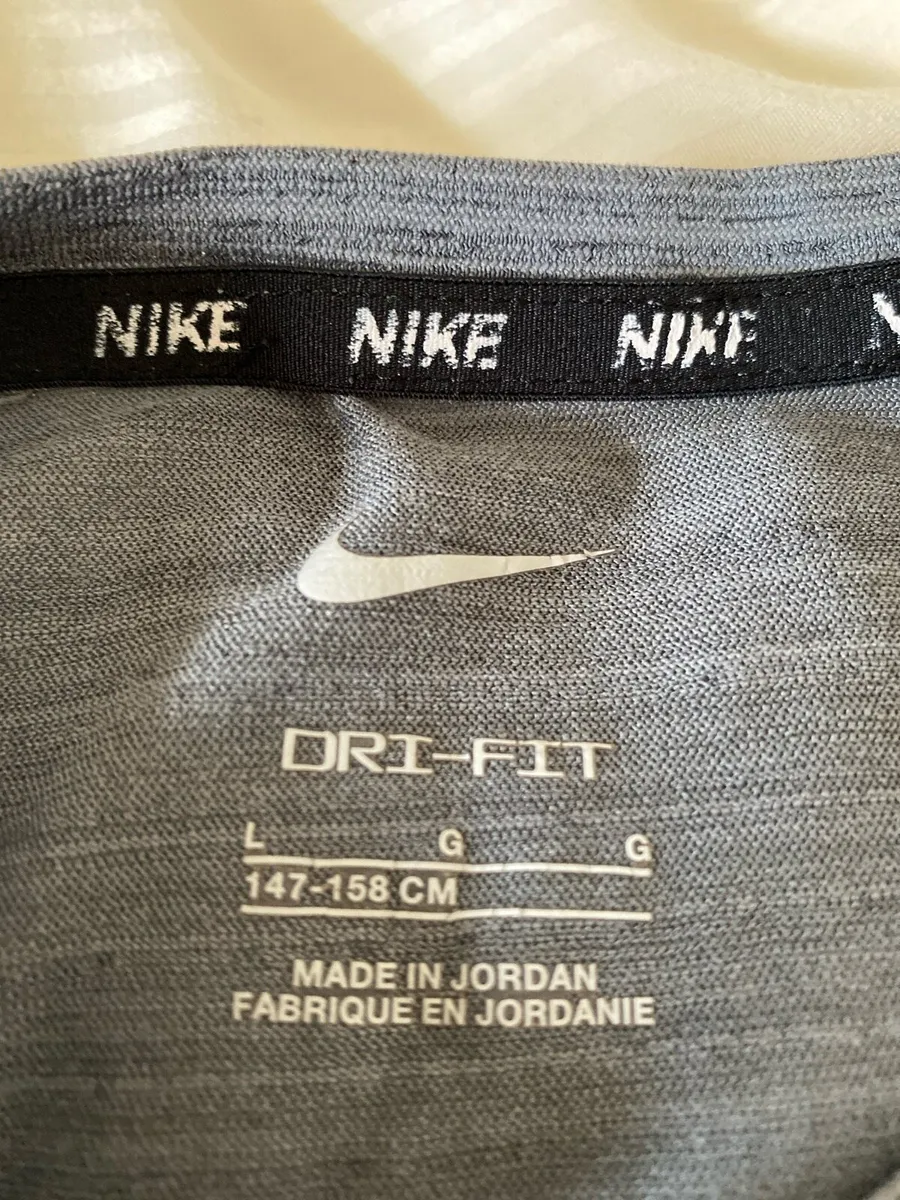 NIKE NIKE NIKE
DRI-FIT
L G G
147-158 CM
MADE IN JORDAN
FABRIQUE EN JORDANIE